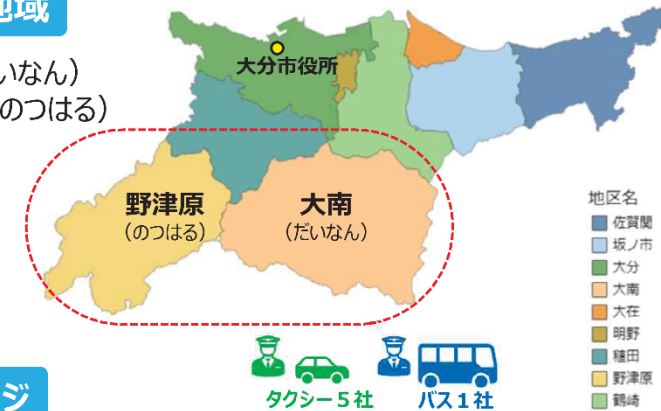 地域
いなん）
のつはる）
大分市役所
野津原
（のつはる）
大南
（だいなん）
地区名
佐賀関
坂ノ市
大分
大南
大在
明野
稙田
野津原
鶴崎
タクシー５社
バス１社
ジ